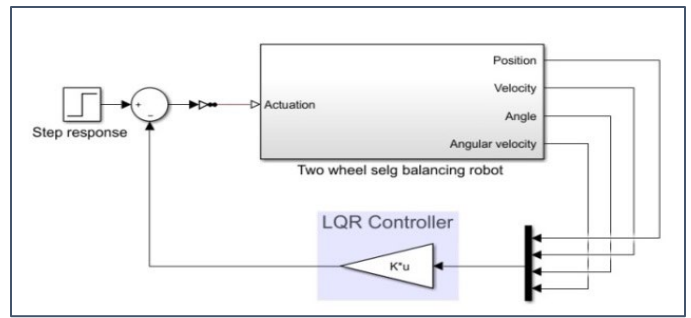 Position
Velocity
Step response
+
−
Actuation
Angle
Angular velocity
Two wheel selg balancing robot
LQR Controller
K*u